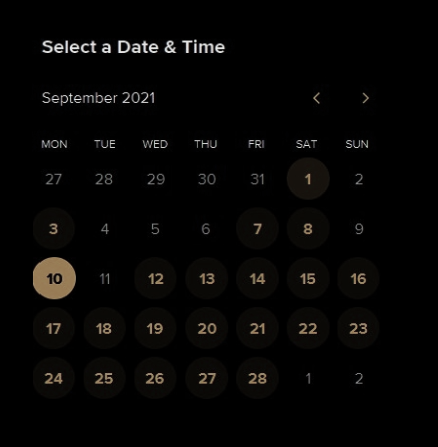 Select a Date & Time
September 2021
MON TUE WED THU FRI SAT SUN
27 28 29 30 31 1 2
3 4 5 6 7 8 9
10 11 12 13 14 15 16
17 18 19 20 21 22 23
24 25 26 27 28 1 2